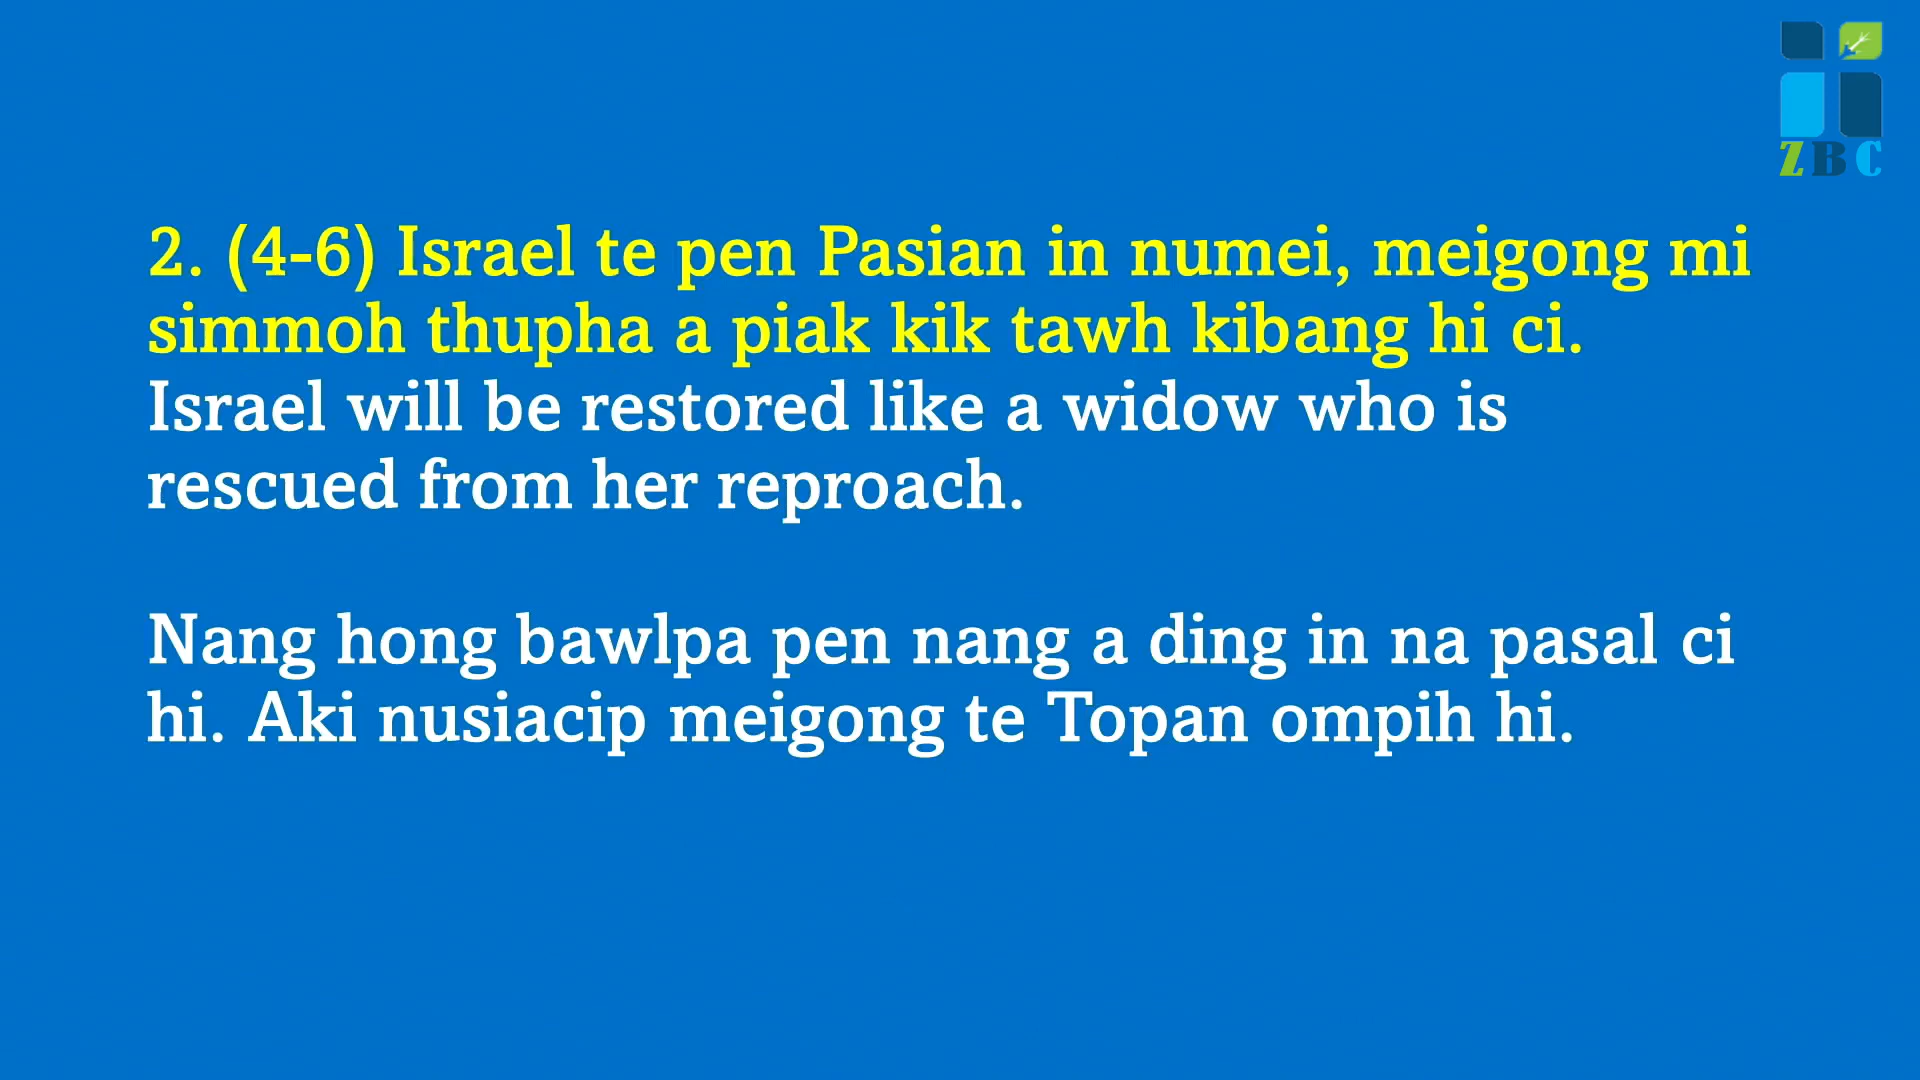 ZBC
2. (4-6) Israel te pen Pasian in numei, meigong mi
simmoh thupha a piak kik tawh kibang hi ci.
Israel will be restored like a widow who is
rescued from her reproach.
Nang hong bawlpa pen nang a ding in na pasal ci
hi. Aki nusiacip meigong te Topan ompih hi.